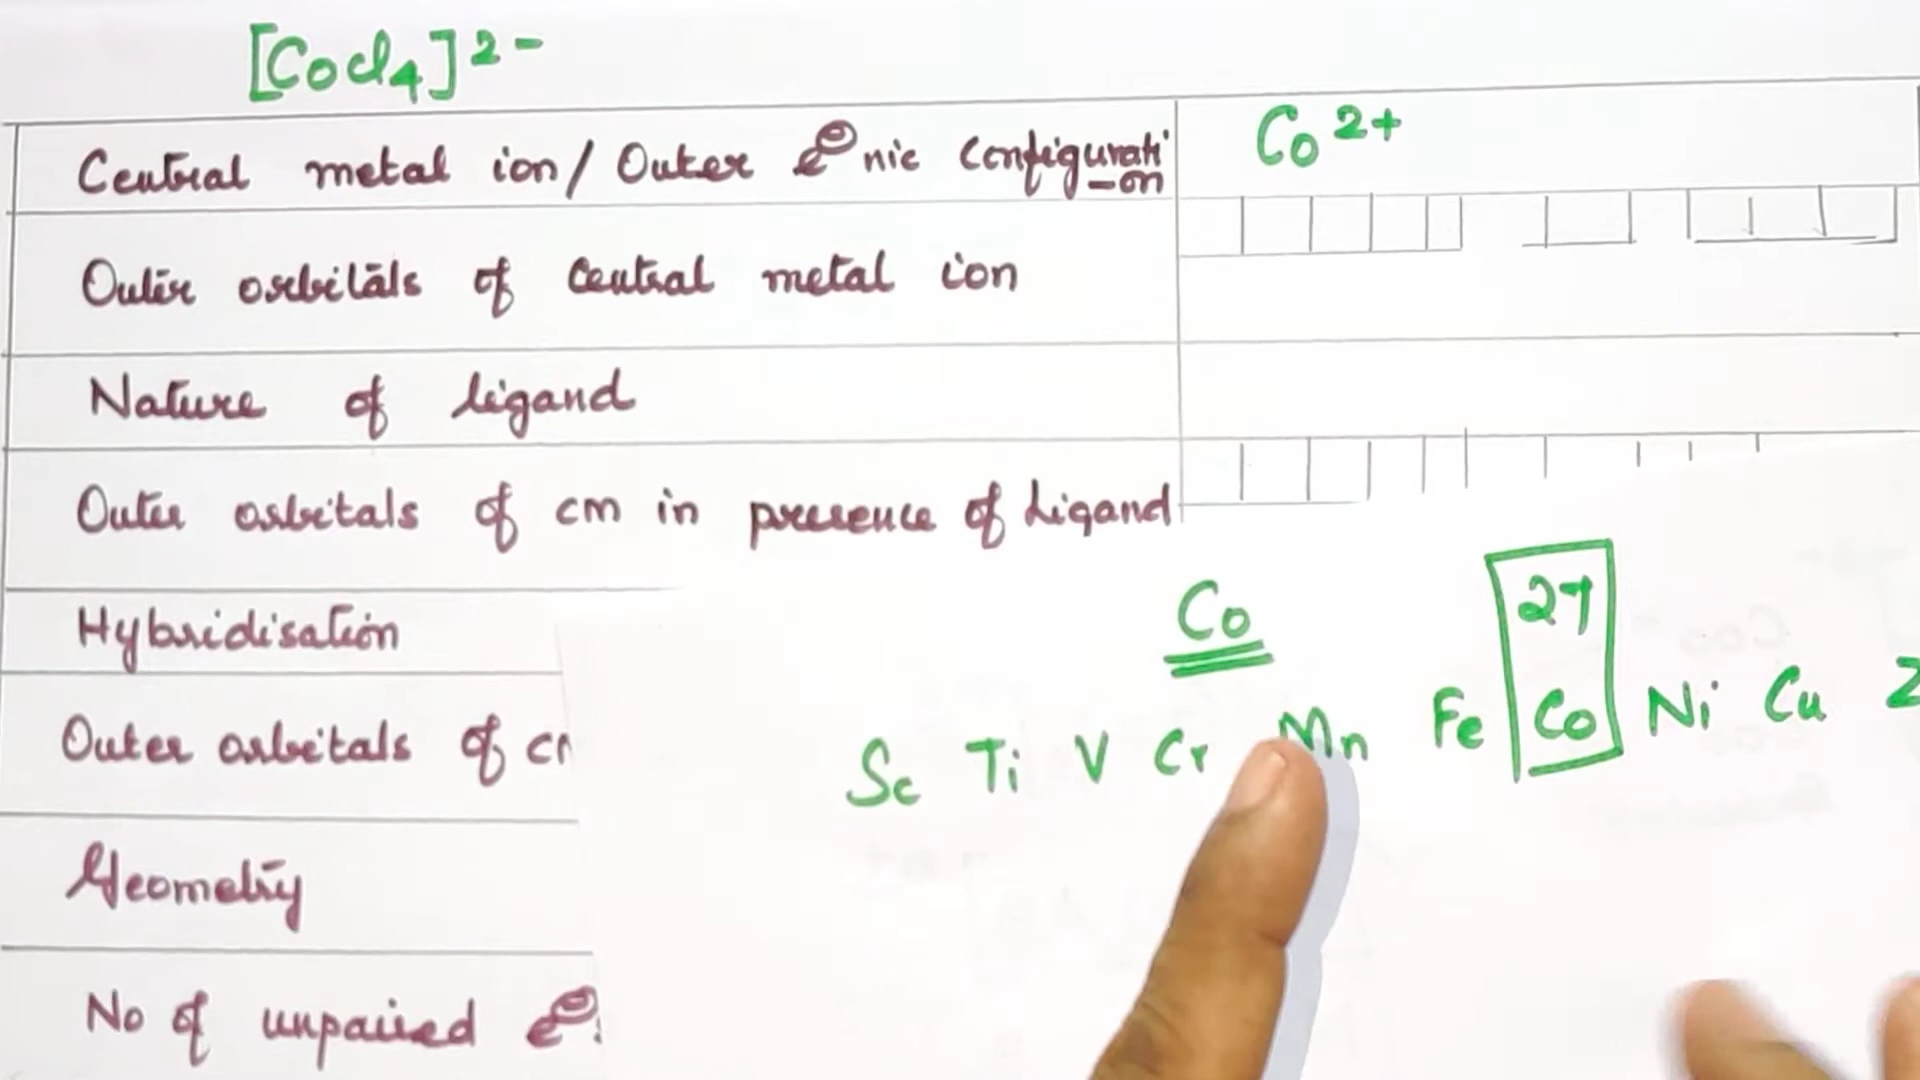 [CoCl4]2-
Central metal ion/ Outer e⊖nic Configurati-on
Co2+
Outer orbitals of Central metal ion
Nature of ligand
Outer orbitals of cm in presence of Ligand
Hybridisation
Outer orbitals of
Geometry
No of unpaired e⊖
Co
27
Sc Ti V Cr Mn Fe Co Ni Cu